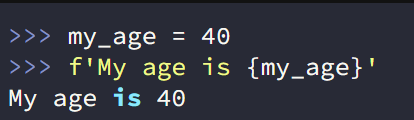 >>> my_age = 40
>>> f'My age is {my_age}'
My age is 40